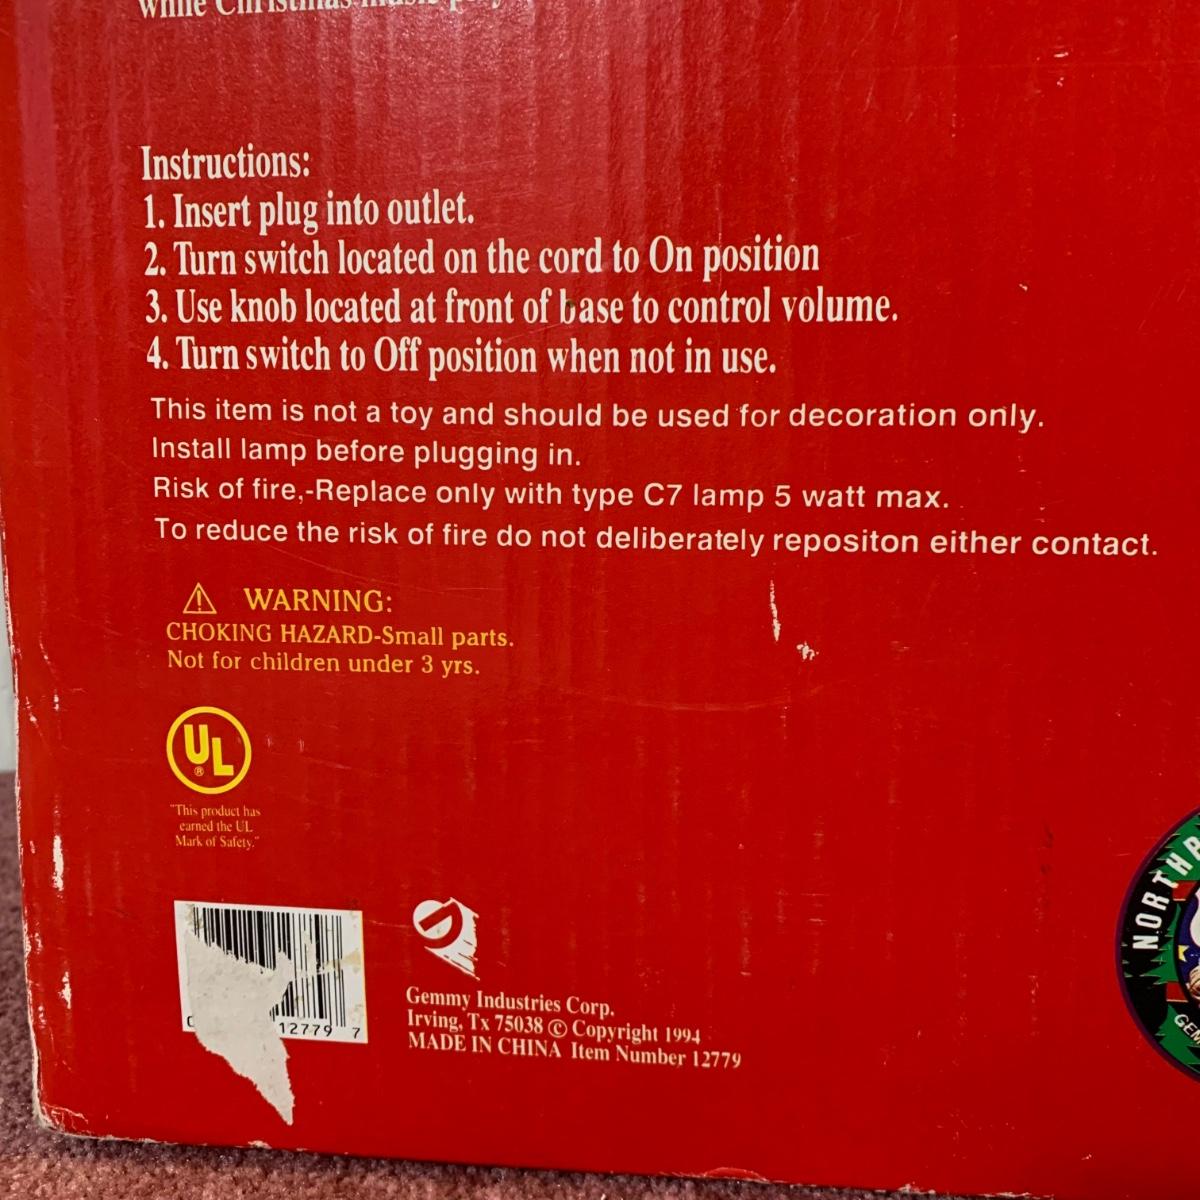 while Christmas music
Instructions:
1. Insert plug into outlet.
2. Turn switch located on the cord to On position
3. Use knob located at front of base to control volume.
4. Turn switch to Off position when not in use.
This item is not a toy and should be used for decoration only.
Install lamp before plugging in.
Risk of fire,-Replace only with type C7 lamp 5 watt max.
To reduce the risk of fire do not deliberately repositon either contact.
⚠ WARNING:
CHOKING HAZARD-Small parts.
Not for children under 3 yrs.
UL ®
"This product has
earned the UL
Mark of Safety."
12779 7
Gemmy Industries Corp.
Irving, Tx 75038 © Copyright 1994
MADE IN CHINA Item Number 12779